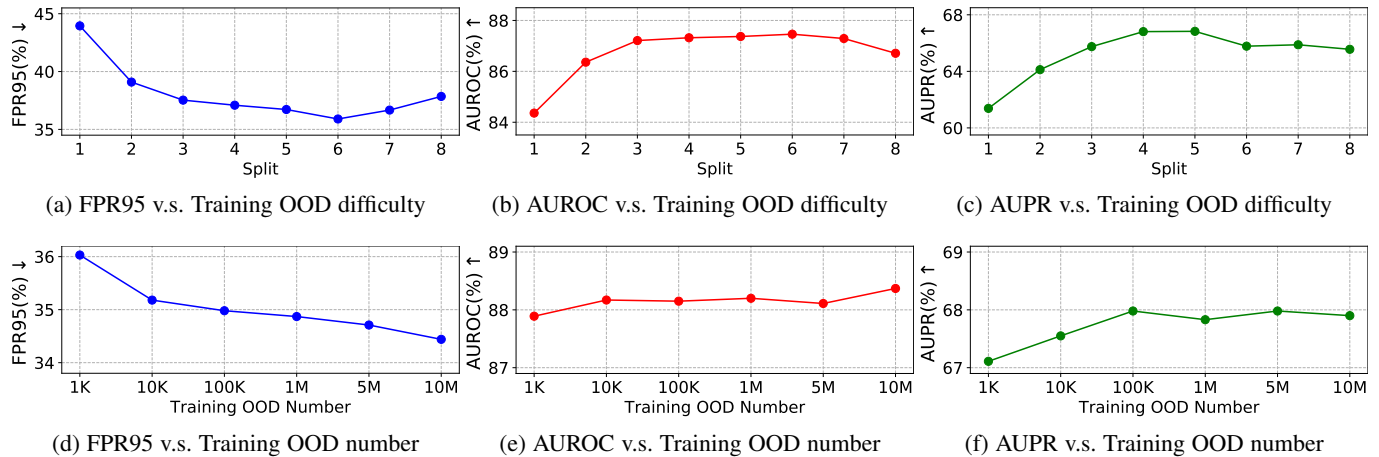 FPR95(%) ↓
45
40
35
1 2 3 4 5 6 7 8
Split
(a) FPR95 v.s. Training OOD difficulty
AUROC(%) ↑
88
86
84
1 2 3 4 5 6 7 8
Split
(b) AUROC v.s. Training OOD difficulty
AUPR(%) ↑
68
64
60
1 2 3 4 5 6 7 8
Split
(c) AUPR v.s. Training OOD difficulty
FPR95(%) ↓
36
35
34
1K 10K 100K 1M 5M 10M
Training OOD Number
(d) FPR95 v.s. Training OOD number
AUROC(%) ↑
89
88
87
1K 10K 100K 1M 5M 10M
Training OOD Number
(e) AUROC v.s. Training OOD number
AUPR(%) ↑
69
68
67
1K 10K 100K 1M 5M 10M
Training OOD Number
(f) AUPR v.s. Training OOD number